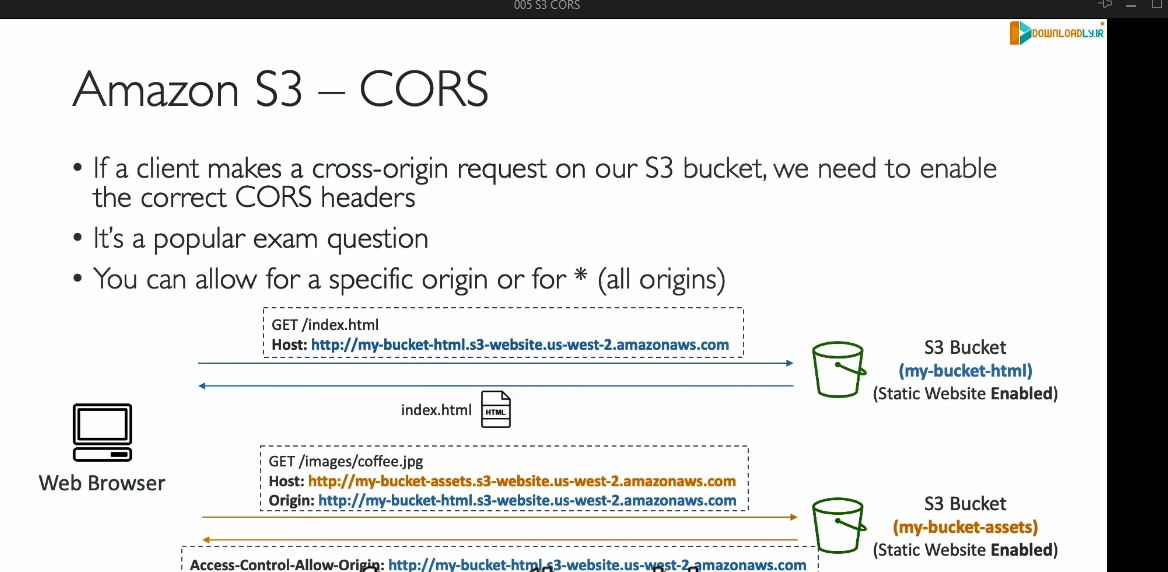 005 S3 CORS
DOWNLOADLY.IR
Amazon S3 – CORS
• If a client makes a cross-origin request on our S3 bucket, we need to enable
the correct CORS headers
• It's a popular exam question
• You can allow for a specific origin or for * (all origins)
GET /index.html
Host: http://my-bucket-html.s3-website.us-west-2.amazonaws.com
S3 Bucket
(my-bucket-html)
(Static Website Enabled)
index.html
HTML
Web Browser
GET /images/coffee.jpg
Host: http://my-bucket-assets.s3-website.us-west-2.amazonaws.com
Origin: http://my-bucket-html.s3-website.us-west-2.amazonaws.com
S3 Bucket
(my-bucket-assets)
(Static Website Enabled)
Access-Control-Allow-Origin: http://my-bucket-html.s3-website.us-west-2.amazonaws.com